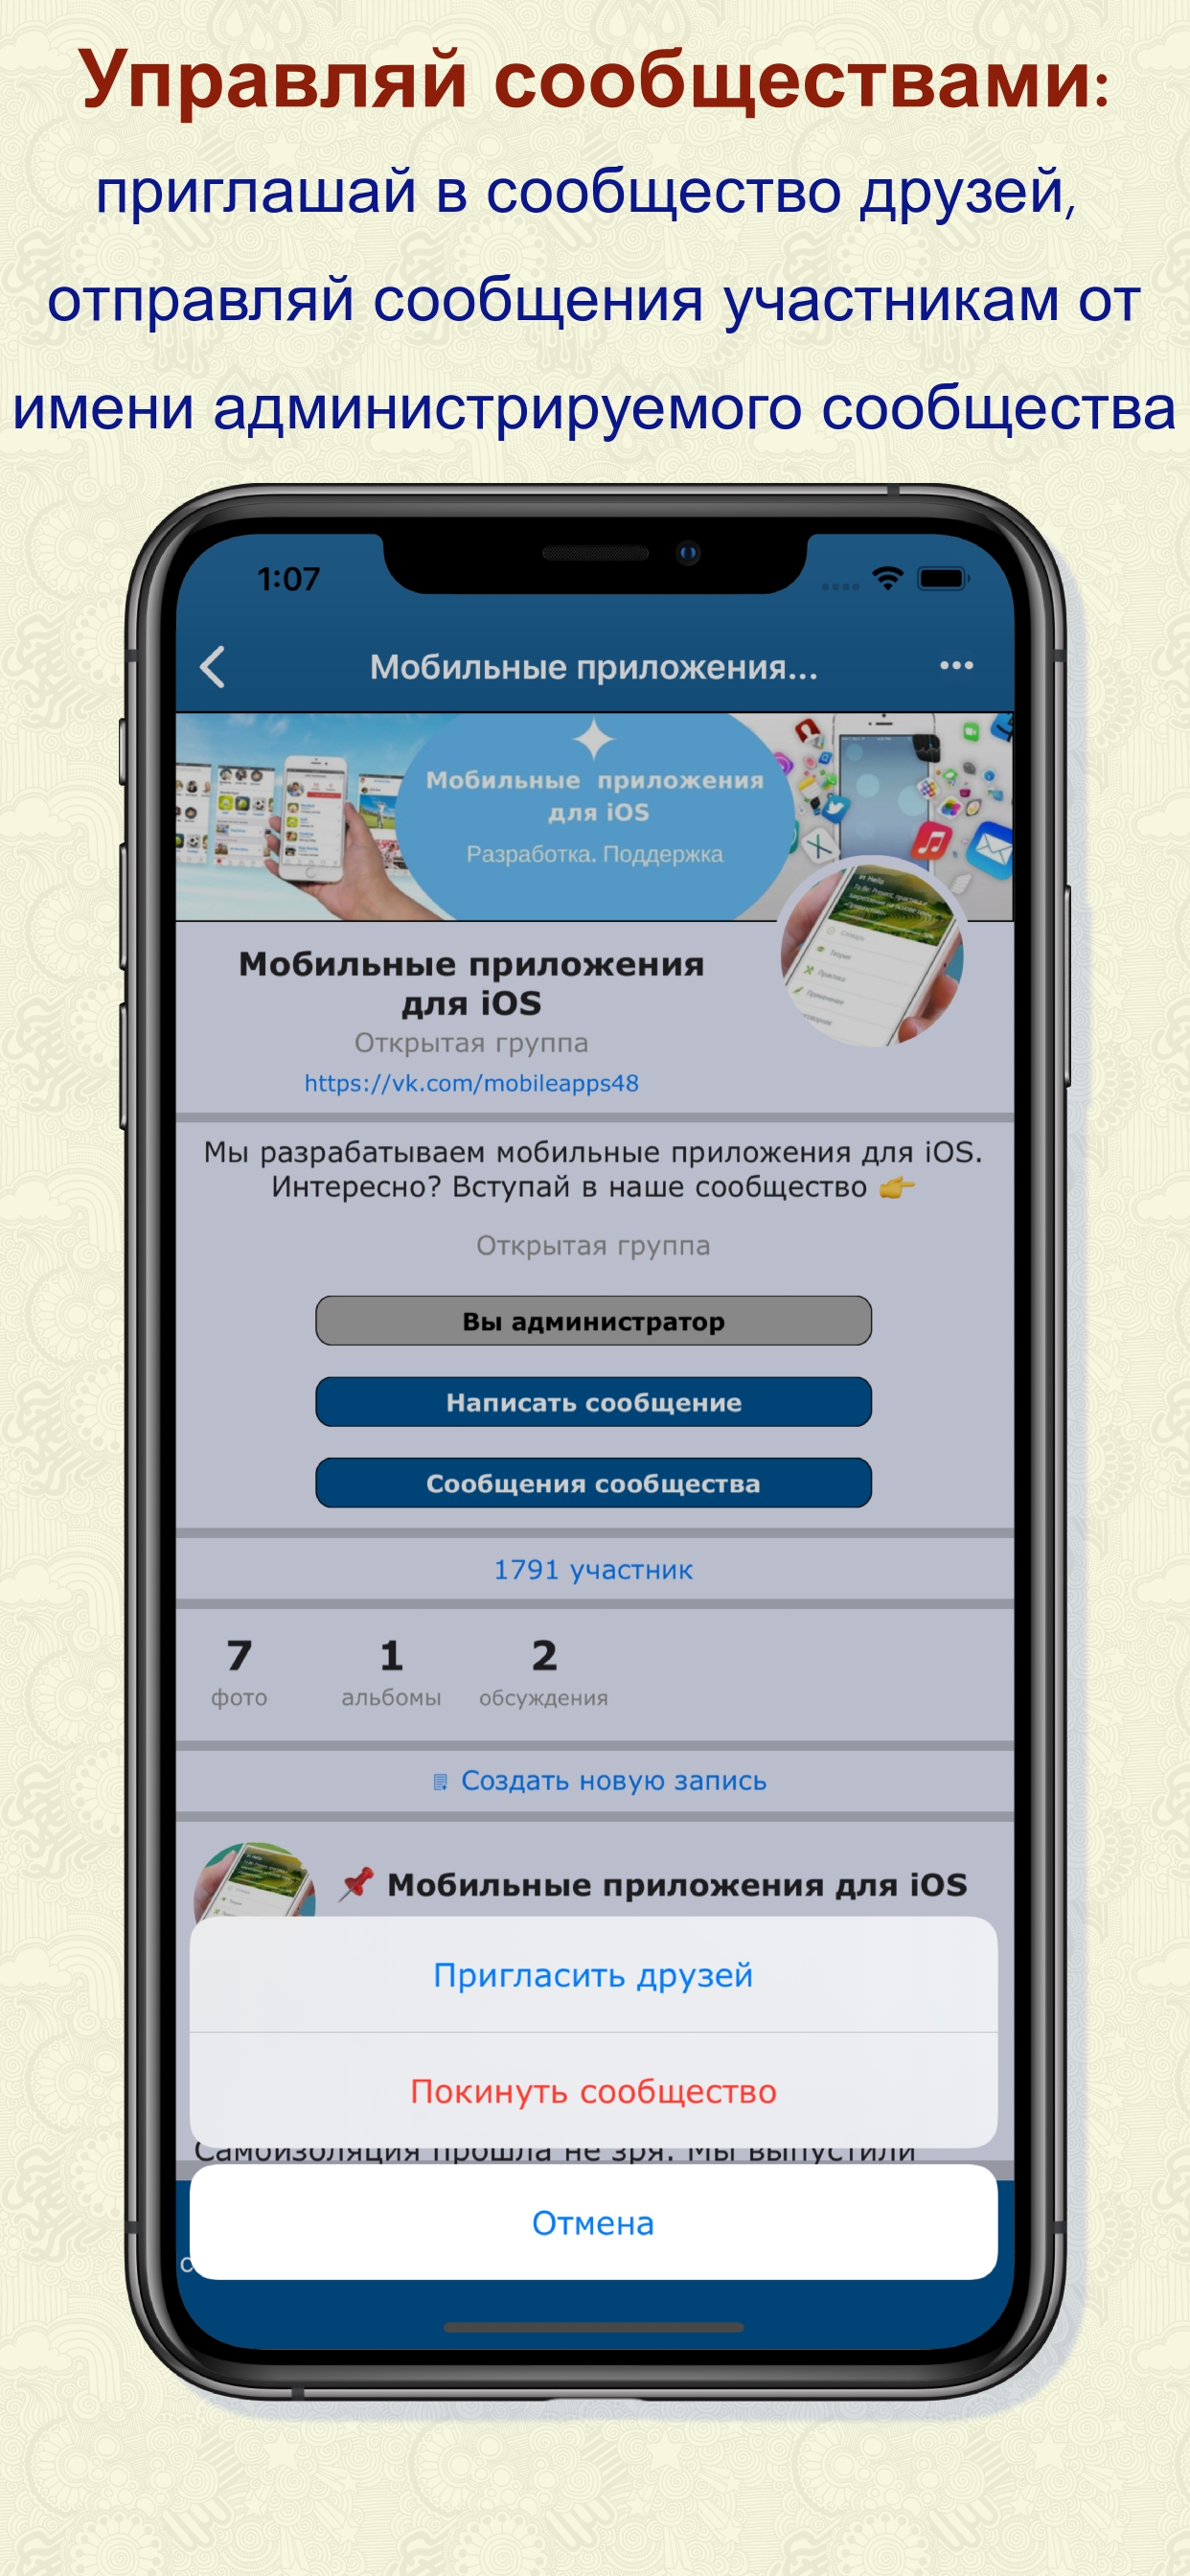 Управляй сообществами:
приглашай в сообщество друзей,
отправляй сообщения участникам от
имени администрируемого сообщества
1:07
Мобильные приложения...
Мобильные приложения
для iOS
Разработка. Поддержка
Мобильные приложения
для iOS
Открытая группа
https://vk.com/mobileapps48
Мы разрабатываем мобильные приложения для iOS.
Интересно? Вступай в наше сообщество 👉
Открытая группа
Вы администратор
Написать сообщение
Сообщения сообщества
1791 участник
7 1 2
фото альбомы обсуждения
Создать новую запись
📌 Мобильные приложения для iOS
Пригласить друзей
Покинуть сообщество
Самоизоляция прошла не зря. Мы выпустили
Отмена